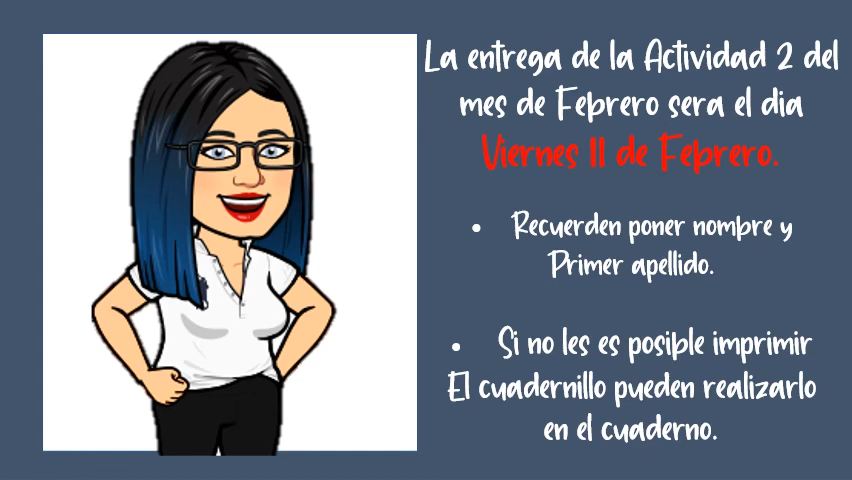 La entrega de la Actividad 2 del
mes de Febrero sera el dia
Viernes 11 de Febrero.
• Recuerden poner nombre y
Primer apellido.
• Si no les es posible imprimir
El cuadernillo pueden realizarlo
en el cuaderno.